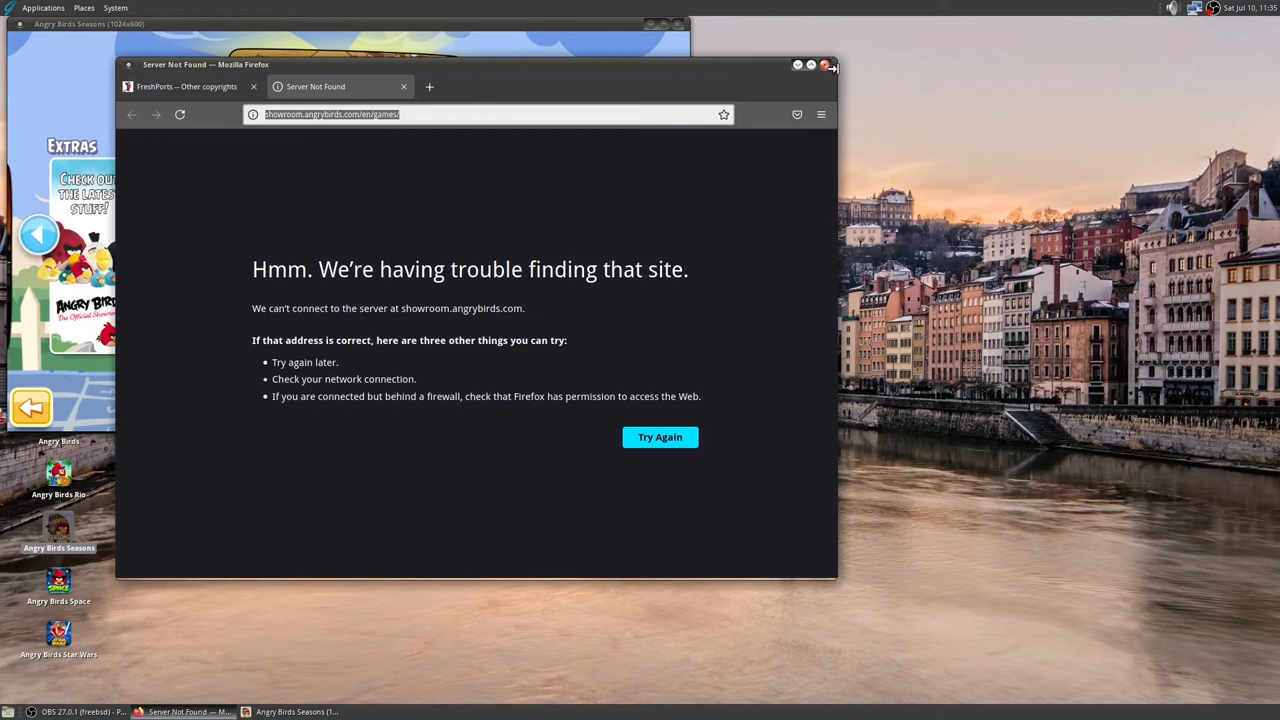 Applications Places System
Sat Jul 10, 11:35
Angry Birds Seasons (1024x600)
Server Not Found — Mozilla Firefox
FreshPorts -- Other copyrights
Server Not Found
showroom.angrybirds.com/en/games/
EXTRAS
CHECK OUT
THE LATEST
STUFF!
ANGRY BIRD
The Official Showro
Hmm. We're having trouble finding that site.
We can't connect to the server at showroom.angrybirds.com.
If that address is correct, here are three other things you can try:
Try again later.
Check your network connection.
If you are connected but behind a firewall, check that Firefox has permission to access the Web.
Try Again
Angry Birds
Angry Birds Rio
Angry Birds Seasons
Angry Birds Space
Angry Birds Star Wars
OBS 27.0.1 (freebsd) - P...
Server Not Found — M...
Angry Birds Seasons (1...